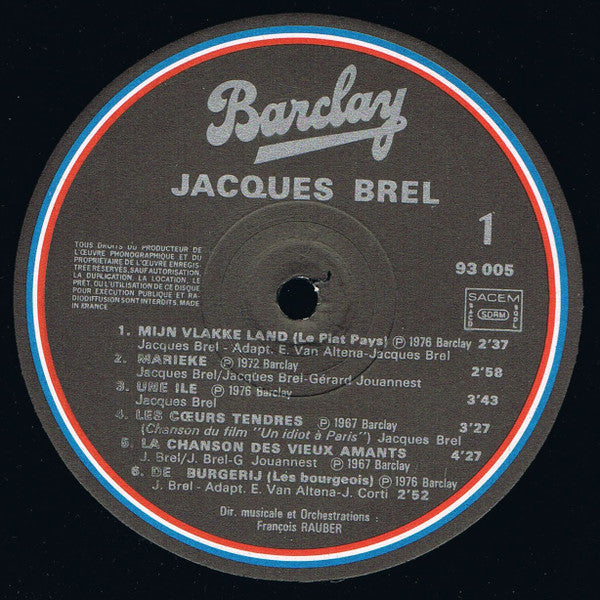 Barclay
JACQUES BREL
1
93 005
TOUS DROITS DU PRODUCTEUR DE
L'ŒUVRE PHONOGRAPHIQUE ET DU
PROPRIETAIRE DE L'ŒUVRE ENREGIS-
TREE RESERVES, SAUF AUTORISATION,
LA DUPLICATION, LA LOCATION, LE
PRÊT, OU L'UTILISATION DE CE DISQUE
POUR EXECUTION PUBLIQUE ET RA-
DIODIFFUSION SONT INTERDITS. MADE
IN FRANCE
SACEM
SACD
SDRM
SGDL
1. MIJN VLAKKE LAND (Le Plat Pays) ℗ 1976 Barclay
Jacques Brel - Adapt. E. Van Altena-Jacques Brel 2'37
2. MARIEKE ℗ 1972 Barclay
Jacques Brel/Jacques Brel-Gérard Jouannest 2'58
3. UNE ILE ℗ 1976 Barclay
Jacques Brel 3'43
4. LES CŒURS TENDRES ℗ 1967 Barclay 3'27
(Chanson du film "Un idiot à Paris") Jacques Brel
5. LA CHANSON DES VIEUX AMANTS 4'27
J. Brel/J. Brel-G Jouannest ℗ 1967 Barclay
6. DE BURGERIJ (Les bourgeois) ℗ 1976 Barclay
J. Brel - Adapt. E. Van Altena-J. Corti 2'52
Dir. musicale et Orchestrations :
François RAUBER